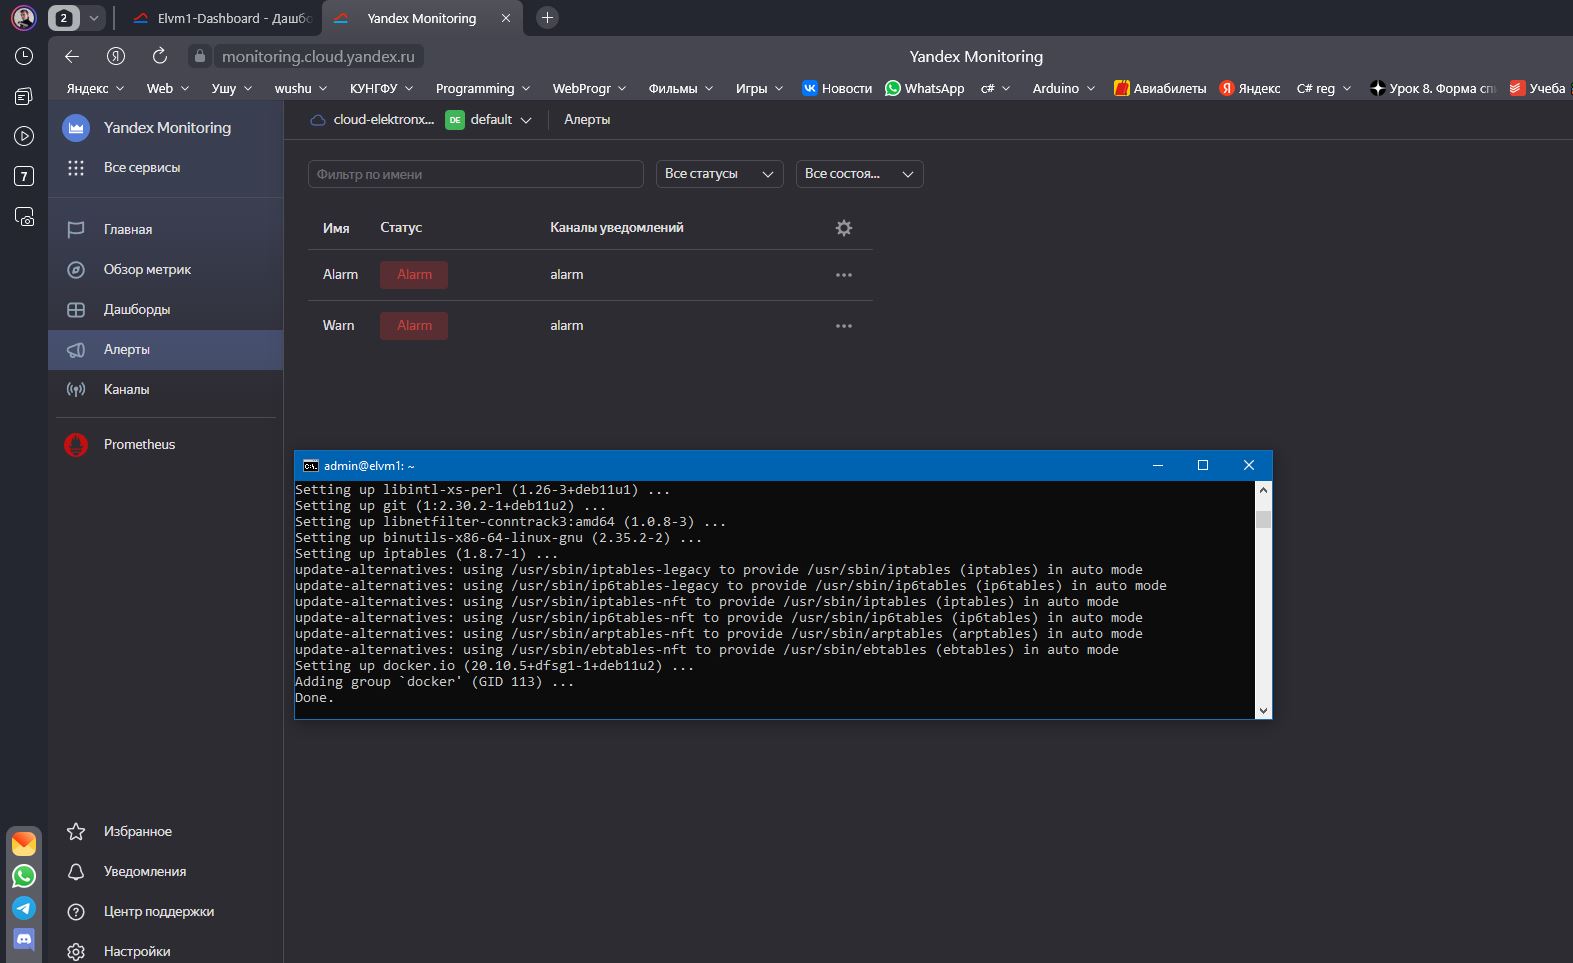 2
Elvm1-Dashboard - Дашбо
Yandex Monitoring
monitoring.cloud.yandex.ru
Yandex Monitoring
Яндекс
Web
Ушу
wushu
КУНГФУ
Programming
WebProgr
Фильмы
Игры
Новости
WhatsApp
c#
Arduino
Авиабилеты
Яндекс
C# reg
Урок 8. Форма спи
Учеба
7
Yandex Monitoring
Все сервисы
Главная
Обзор метрик
Дашборды
Алерты
Каналы
Prometheus
Избранное
Уведомления
Центр поддержки
Настройки
cloud-elektronx...
DE default
Алерты
Фильтр по имени
Все статусы
Все состоя...
Имя Статус Каналы уведомлений
Alarm Alarm alarm
Warn Alarm alarm
admin@elvm1: ~
Setting up libintl-xs-perl (1.26-3+deb11u1) ...
Setting up git (1:2.30.2-1+deb11u2) ...
Setting up libnetfilter-conntrack3:amd64 (1.0.8-3) ...
Setting up binutils-x86-64-linux-gnu (2.35.2-2) ...
Setting up iptables (1.8.7-1) ...
update-alternatives: using /usr/sbin/iptables-legacy to provide /usr/sbin/iptables (iptables) in auto mode
update-alternatives: using /usr/sbin/ip6tables-legacy to provide /usr/sbin/ip6tables (ip6tables) in auto mode
update-alternatives: using /usr/sbin/iptables-nft to provide /usr/sbin/iptables (iptables) in auto mode
update-alternatives: using /usr/sbin/ip6tables-nft to provide /usr/sbin/ip6tables (ip6tables) in auto mode
update-alternatives: using /usr/sbin/arptables-nft to provide /usr/sbin/arptables (arptables) in auto mode
update-alternatives: using /usr/sbin/ebtables-nft to provide /usr/sbin/ebtables (ebtables) in auto mode
Setting up docker.io (20.10.5+dfsg1-1+deb11u2) ...
Adding group `docker' (GID 113) ...
Done.